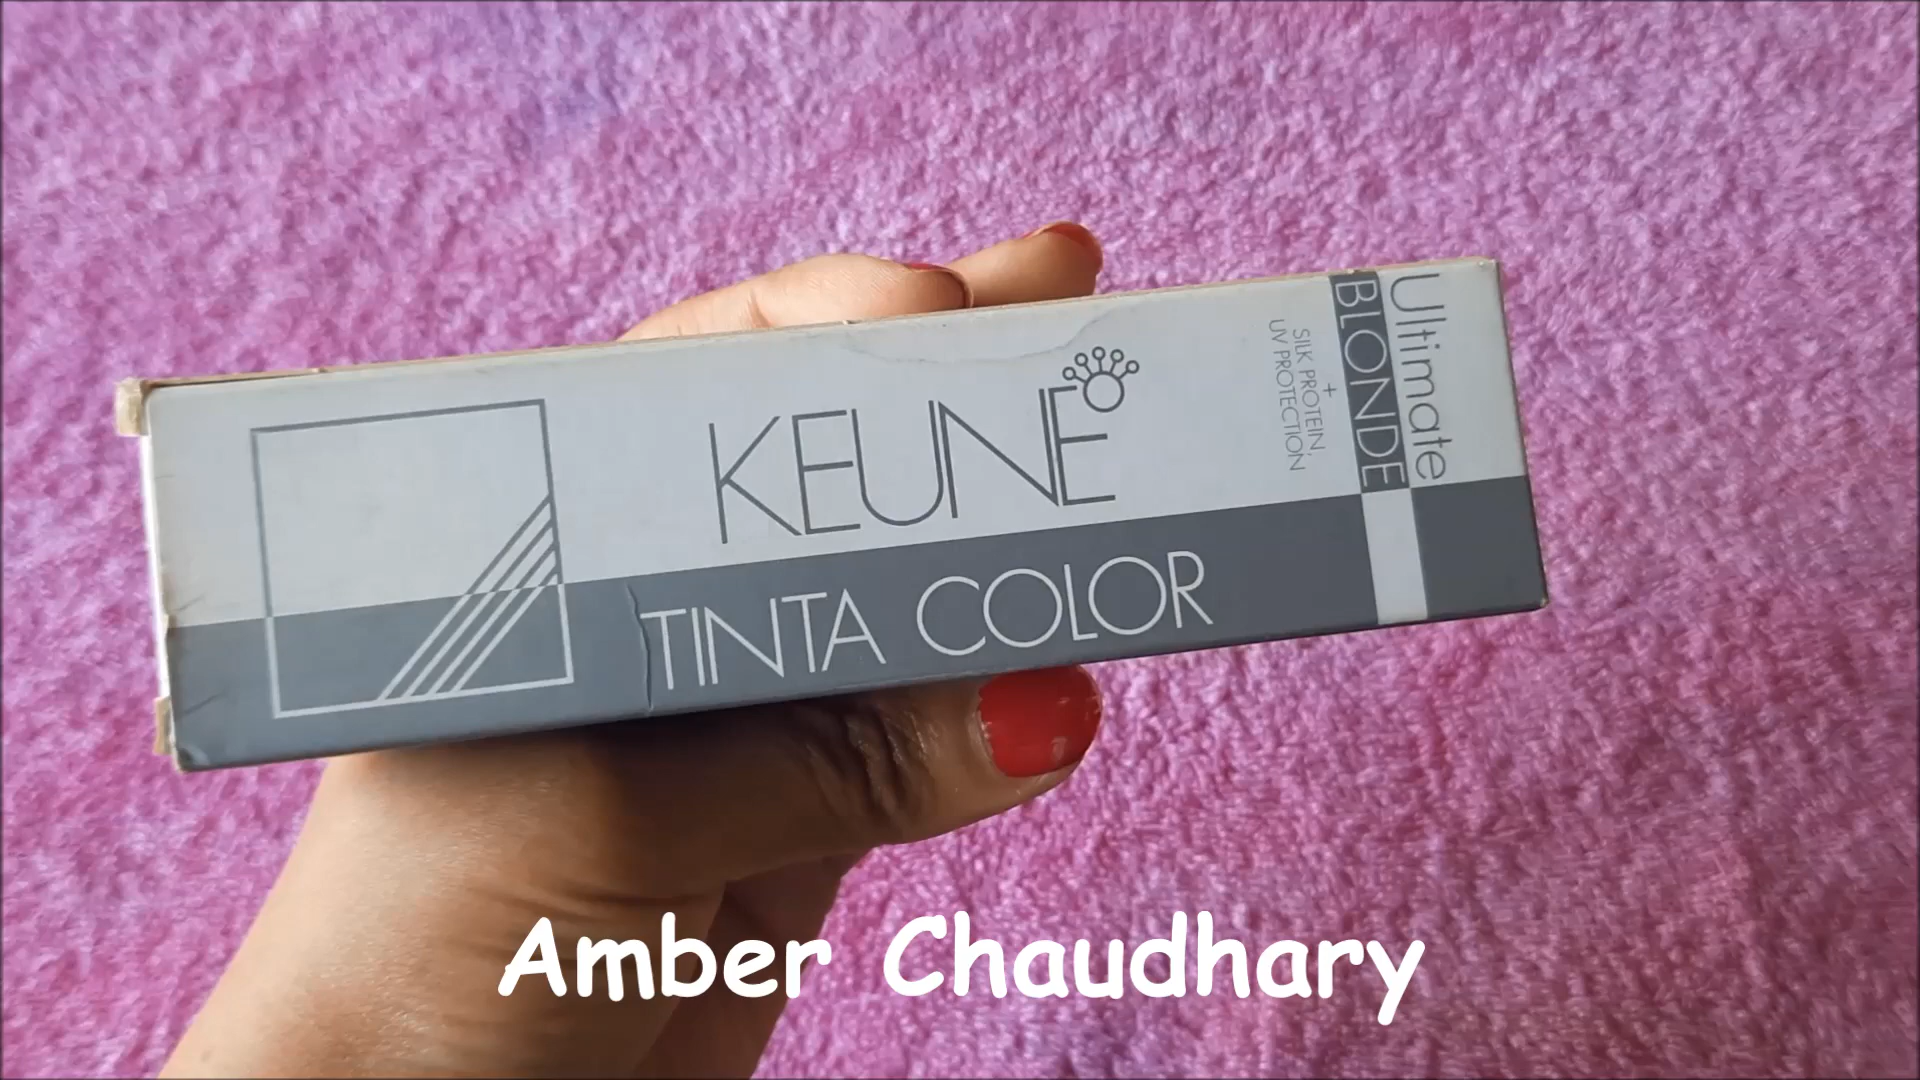 KEUNE
TINTA COLOR
Ultimate
BLONDE
+
SILK PROTEIN,
UV PROTECTION
Amber Chaudhary